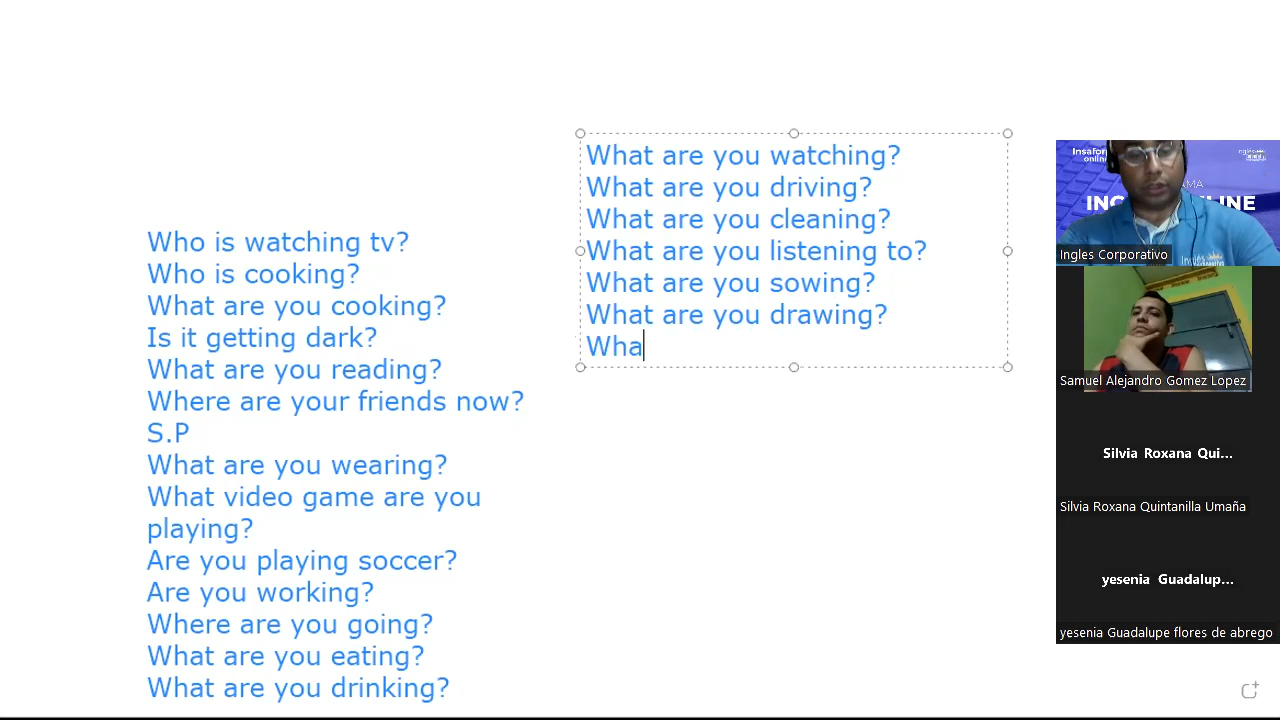 Who is watching tv?
Who is cooking?
What are you cooking?
Is it getting dark?
What are you reading?
Where are your friends now?
S.P
What are you wearing?
What video game are you
playing?
Are you playing soccer?
Are you working?
Where are you going?
What are you eating?
What are you drinking?
What are you watching?
What are you driving?
What are you cleaning?
What are you listening to?
What are you sowing?
What are you drawing?
Wha
Ingles Corporativo
Samuel Alejandro Gomez Lopez
Silvia Roxana Qui...
Silvia Roxana Quintanilla Umaña
yesenia Guadalup...
yesenia Guadalupe flores de abrego